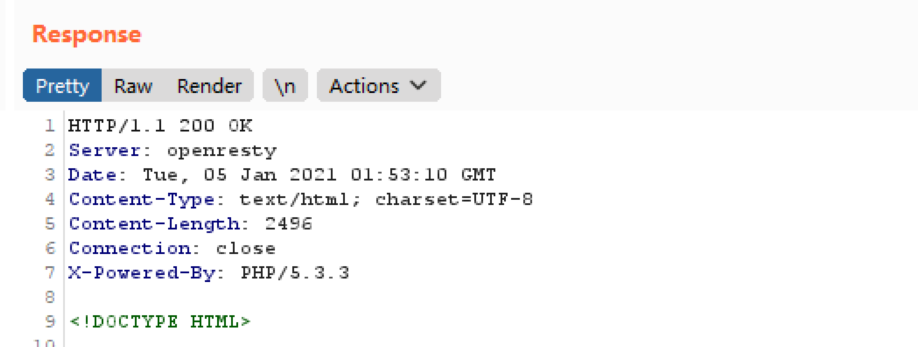 Response
Pretty Raw Render \n Actions
1 HTTP/1.1 200 OK
2 Server: openresty
3 Date: Tue, 05 Jan 2021 01:53:10 GMT
4 Content-Type: text/html; charset=UTF-8
5 Content-Length: 2496
6 Connection: close
7 X-Powered-By: PHP/5.3.3
8
9 <!DOCTYPE HTML>
10